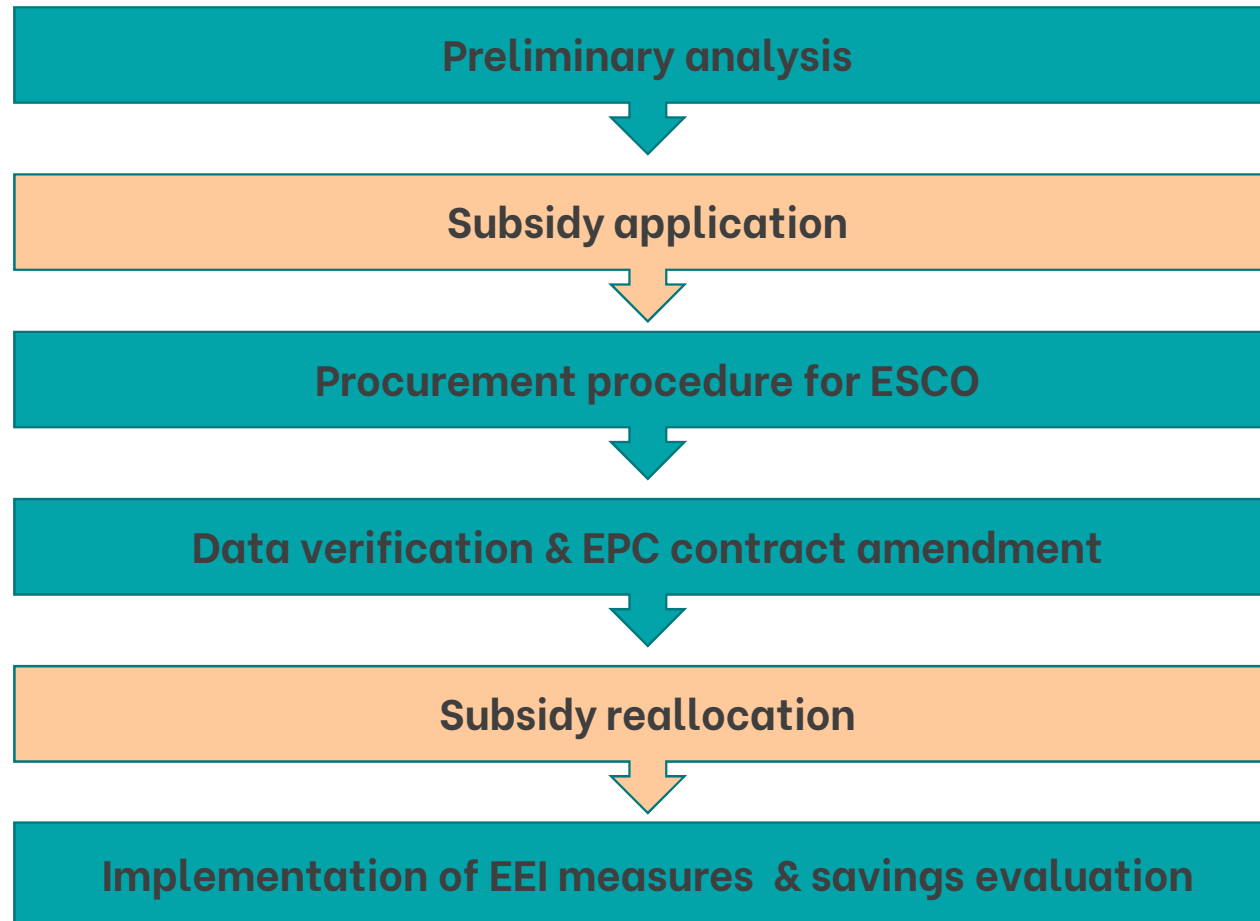 Preliminary analysis
Subsidy application
Procurement procedure for ESCO
Data verification & EPC contract amendment
Subsidy reallocation
Implementation of EEI measures  & savings evaluation